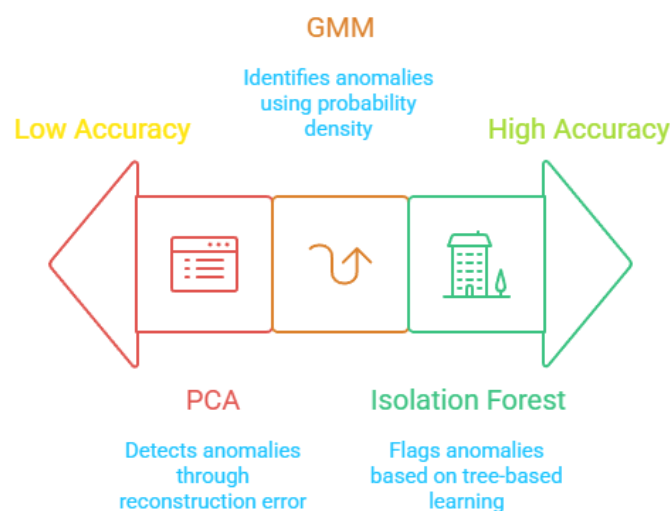 GMM
Identifies anomalies
using probability
density
Low Accuracy
High Accuracy
PCA
Detects anomalies
through
reconstruction error
Isolation Forest
Flags anomalies
based on tree-based
learning